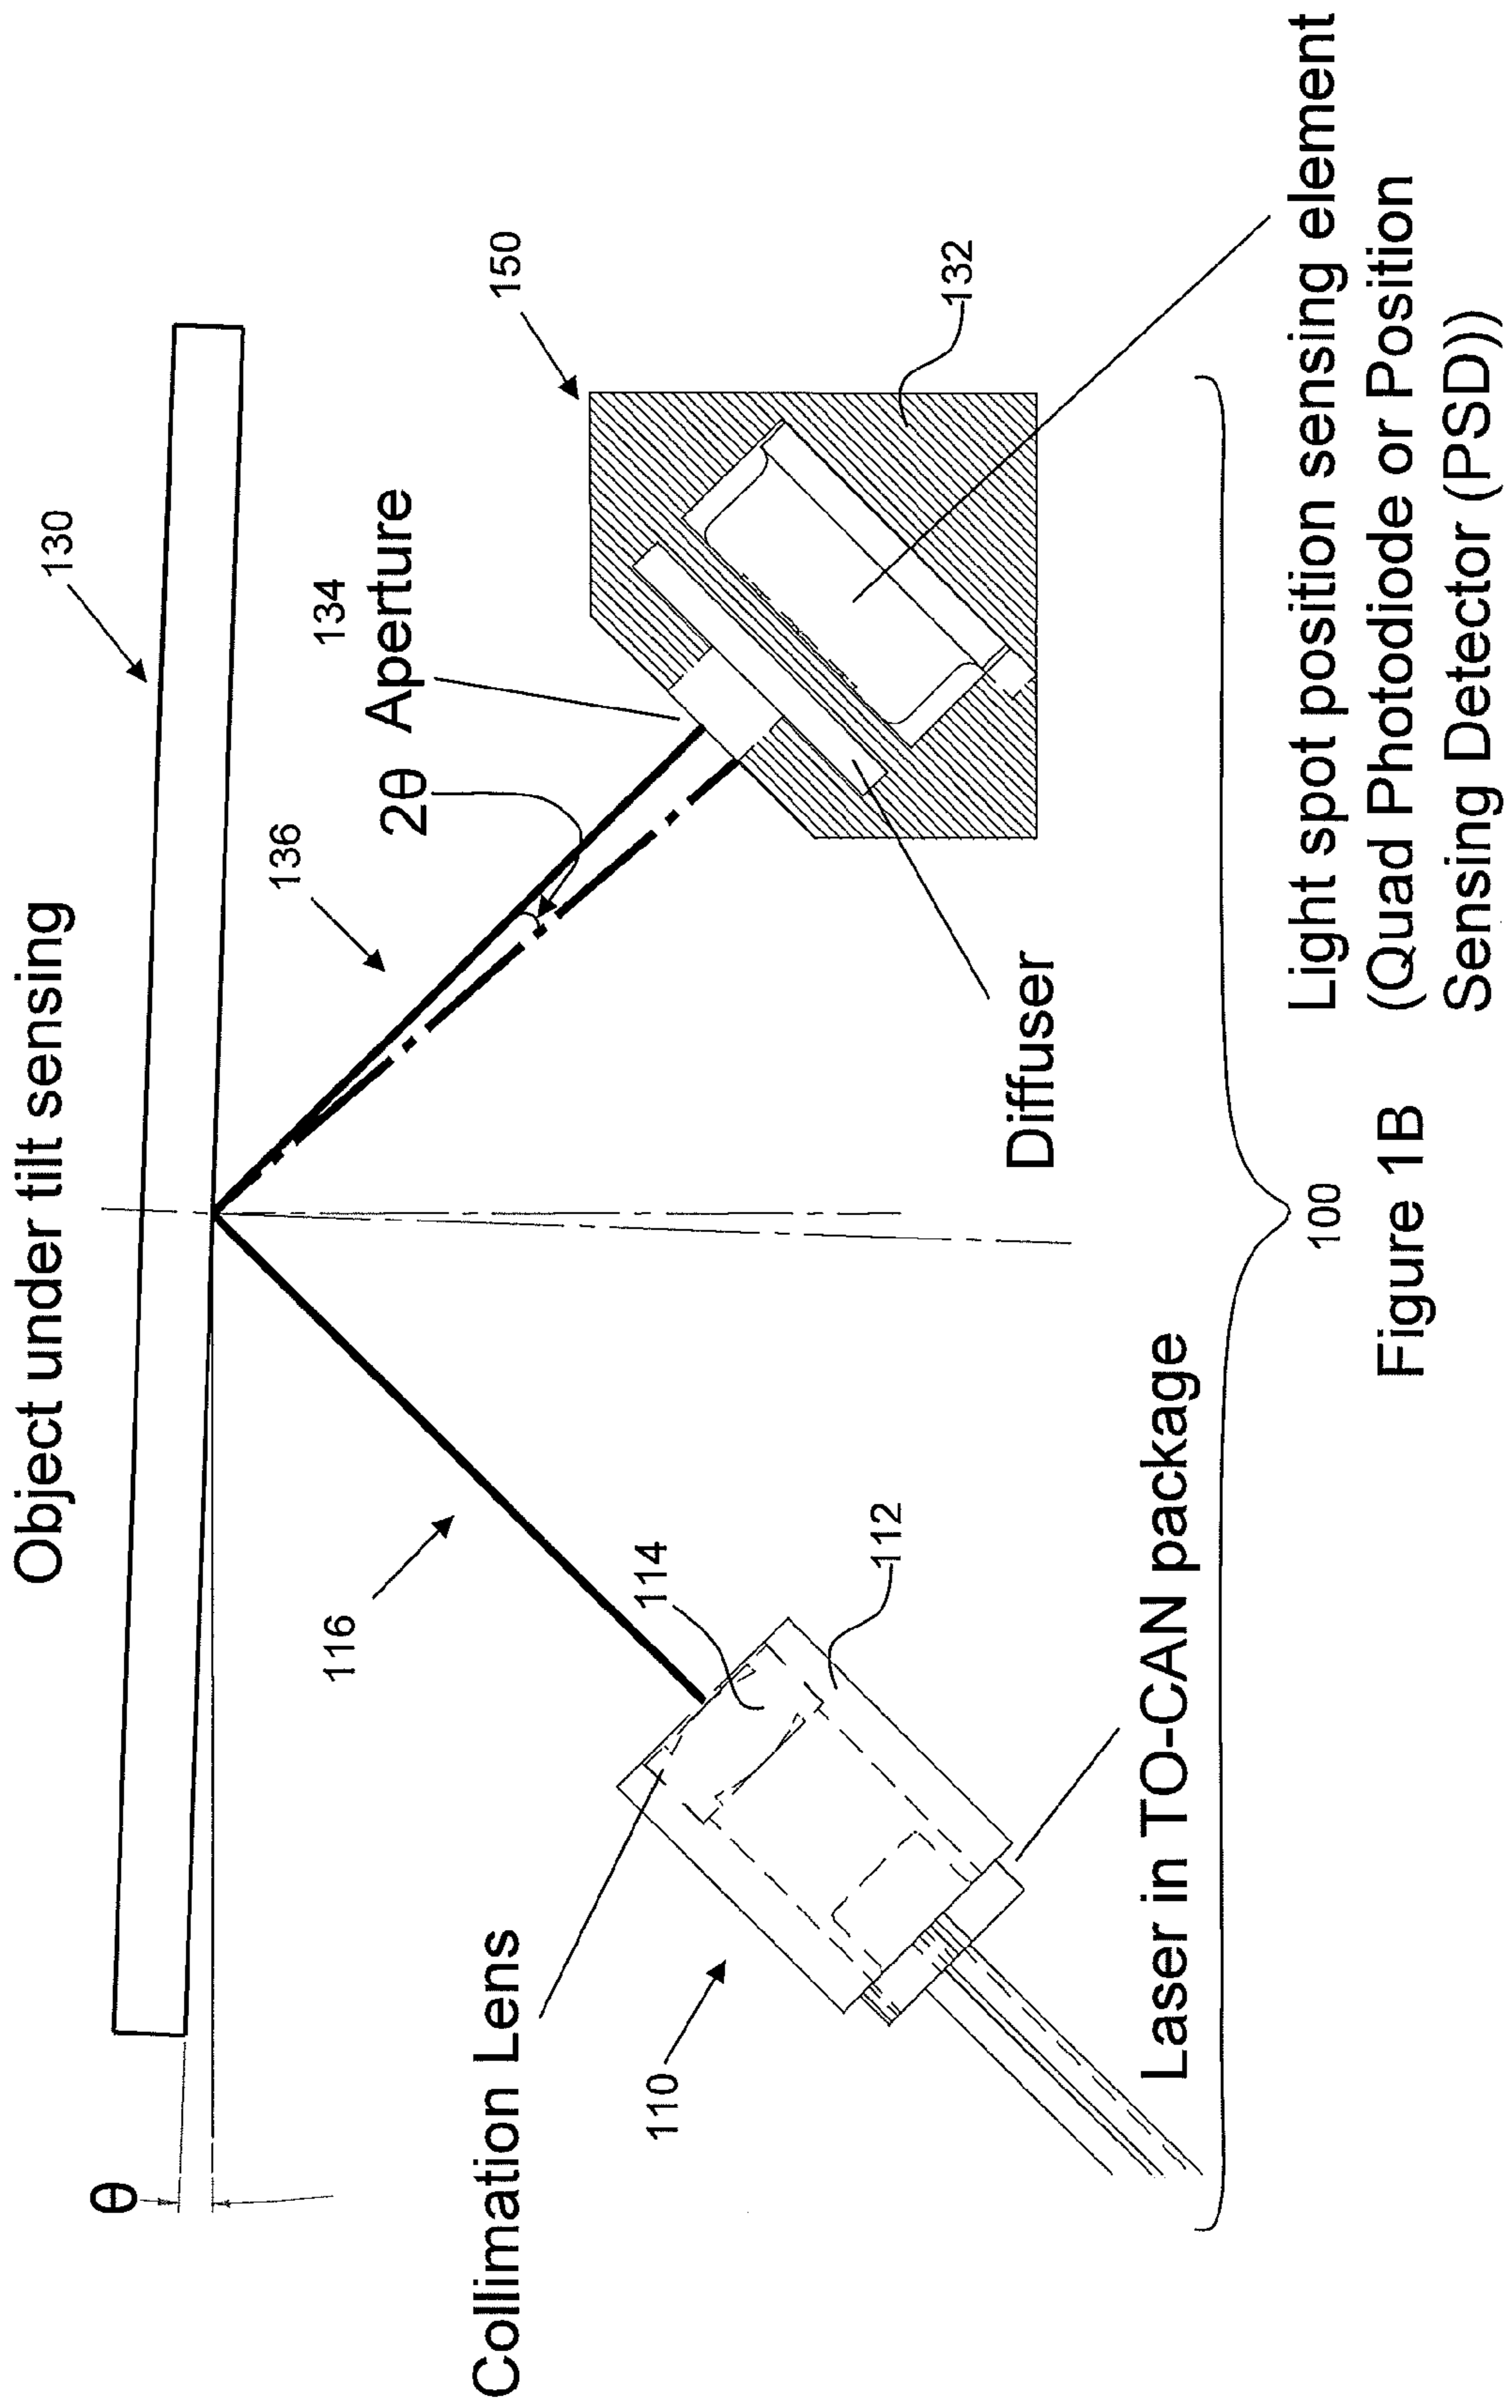 Object under tilt sensing
130
θ
116
136
134
2θ Aperture
150
Collimation Lens
110
114
112
Diffuser
132
Laser in TO-CAN package
100
Light spot position sensing element
(Quad Photodiode or Position
Sensing Detector (PSD))
Figure 1B